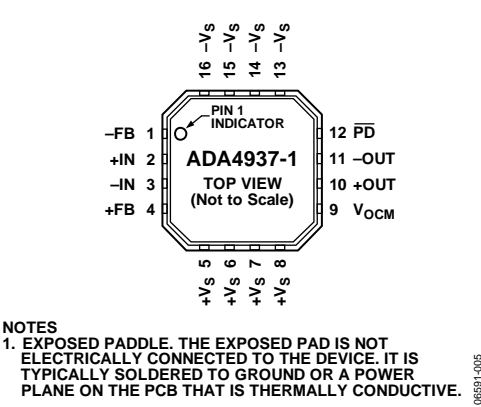 16 –VS
15 –VS
14 –VS
13 –VS
PIN 1
INDICATOR
–FB 1
+IN 2
–IN 3
+FB 4
ADA4937-1
TOP VIEW
(Not to Scale)
12 PD
11 –OUT
10 +OUT
9 VOCM
+VS 5
+VS 6
+VS 7
+VS 8
NOTES
1. EXPOSED PADDLE. THE EXPOSED PAD IS NOT
ELECTRICALLY CONNECTED TO THE DEVICE. IT IS
TYPICALLY SOLDERED TO GROUND OR A POWER
PLANE ON THE PCB THAT IS THERMALLY CONDUCTIVE.
06591-005